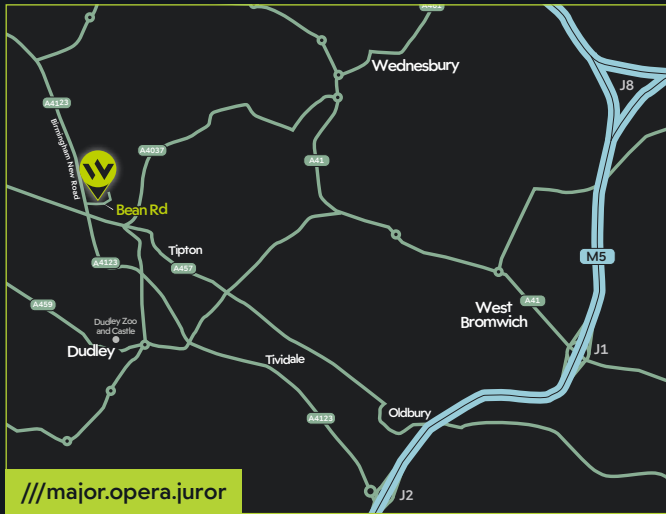 A461
Wednesbury
J8
A4123
Birmingham New Road
A4037
A41
Bean Rd
Tipton
M5
A4123
A457
A459
A41
West
Bromwich
Dudley Zoo
and Castle
Dudley
J1
Tividale
A4123
Oldbury
///major.opera.juror
J2